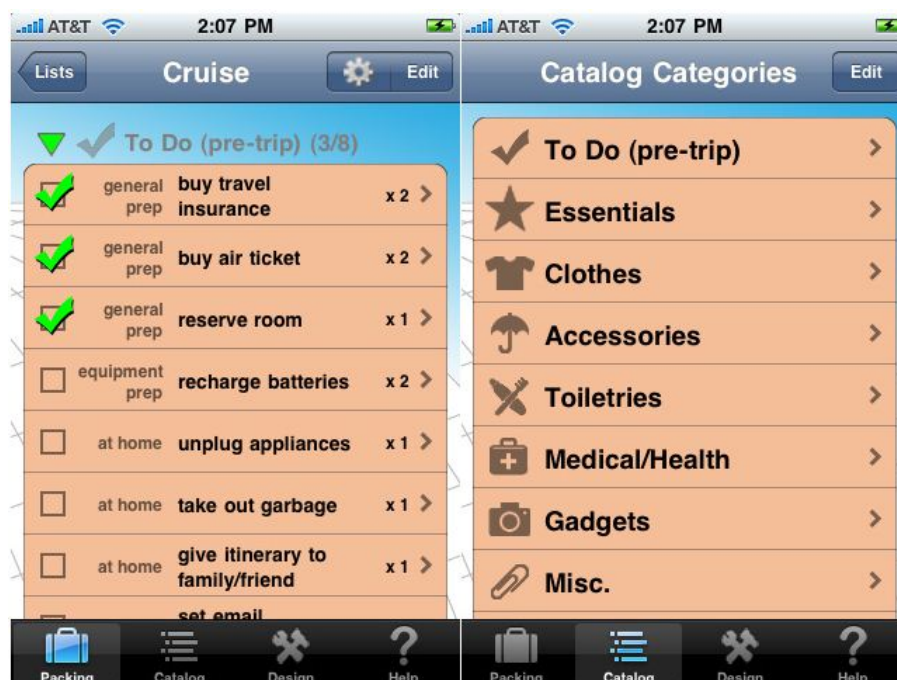 AT&T 2:07 PM
Lists Cruise Edit
To Do (pre-trip) (3/8)
general prep buy travel insurance x 2
general prep buy air ticket x 2
general prep reserve room x 1
equipment prep recharge batteries x 2
at home unplug appliances x 1
at home take out garbage x 1
at home give itinerary to family/friend x 1
set email
Packing Catalog Design Help
AT&T 2:07 PM
Catalog Categories Edit
To Do (pre-trip)
Essentials
Clothes
Accessories
Toiletries
Medical/Health
Gadgets
Misc.
Packing Catalog Design Help